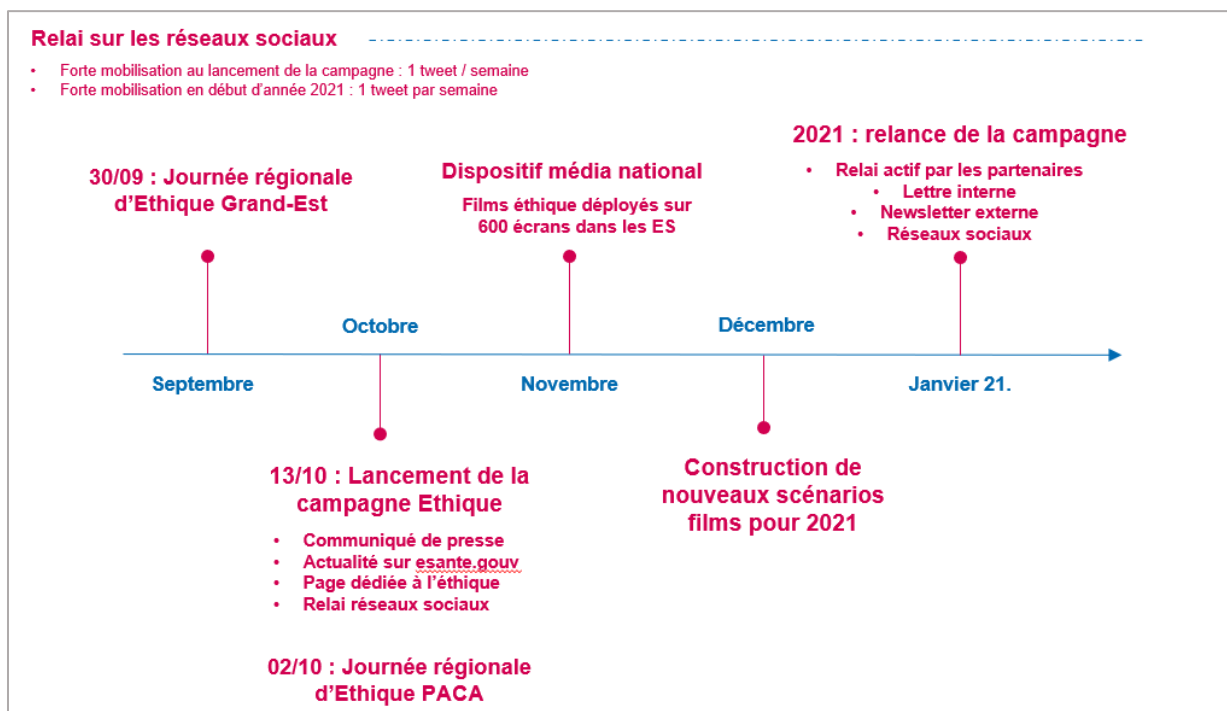 Relai sur les réseaux sociaux
• Forte mobilisation au lancement de la campagne : 1 tweet / semaine
• Forte mobilisation en début d'année 2021 : 1 tweet par semaine
30/09 : Journée régionale
d'Ethique Grand-Est
Dispositif média national
Films éthique déployés sur
600 écrans dans les ES
2021 : relance de la campagne
• Relai actif par les partenaires
• Lettre interne
• Newsletter externe
• Réseaux sociaux
Septembre
Octobre
Novembre
Décembre
Janvier 21.
13/10 : Lancement de la
campagne Ethique
• Communiqué de presse
• Actualité sur esante.gouv
• Page dédiée à l'éthique
• Relai réseaux sociaux
02/10 : Journée régionale
d'Ethique PACA
Construction de
nouveaux scénarios
films pour 2021